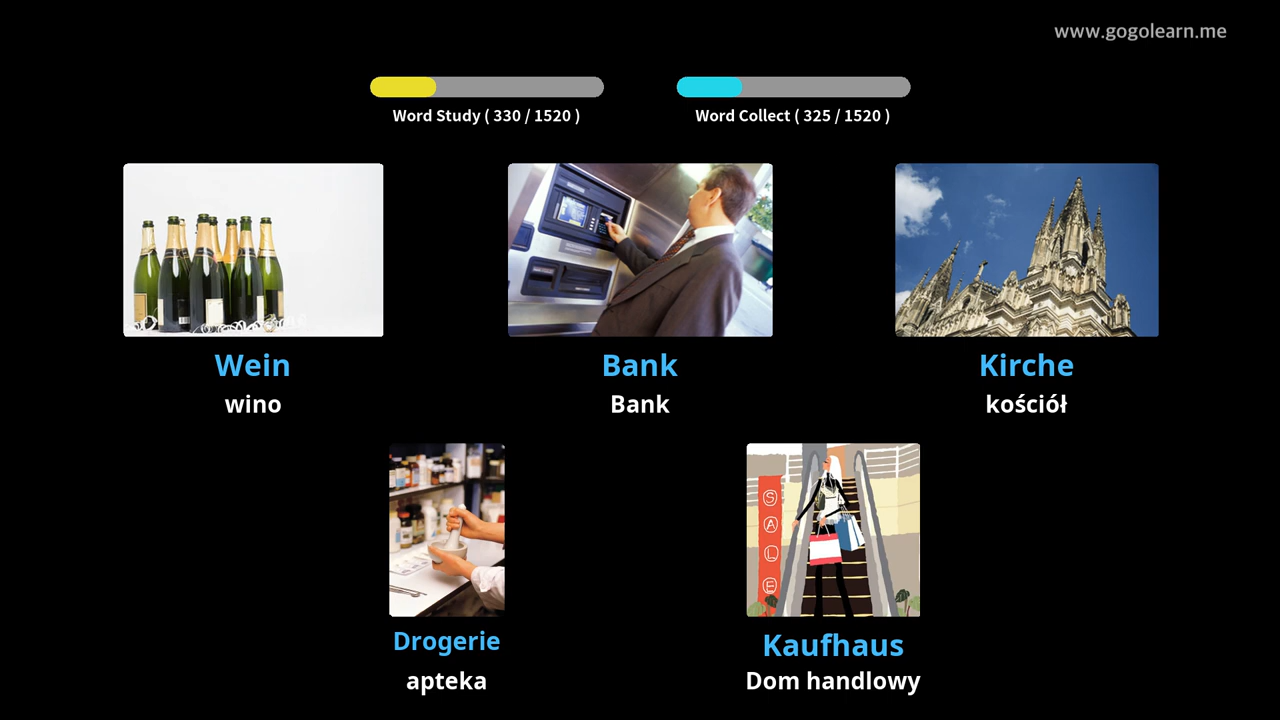 www.gogolearn.me
Word Study ( 330 / 1520 )
Word Collect ( 325 / 1520 )
Wein
wino
Bank
Bank
Kirche
kościół
SALE
Drogerie
apteka
Kaufhaus
Dom handlowy